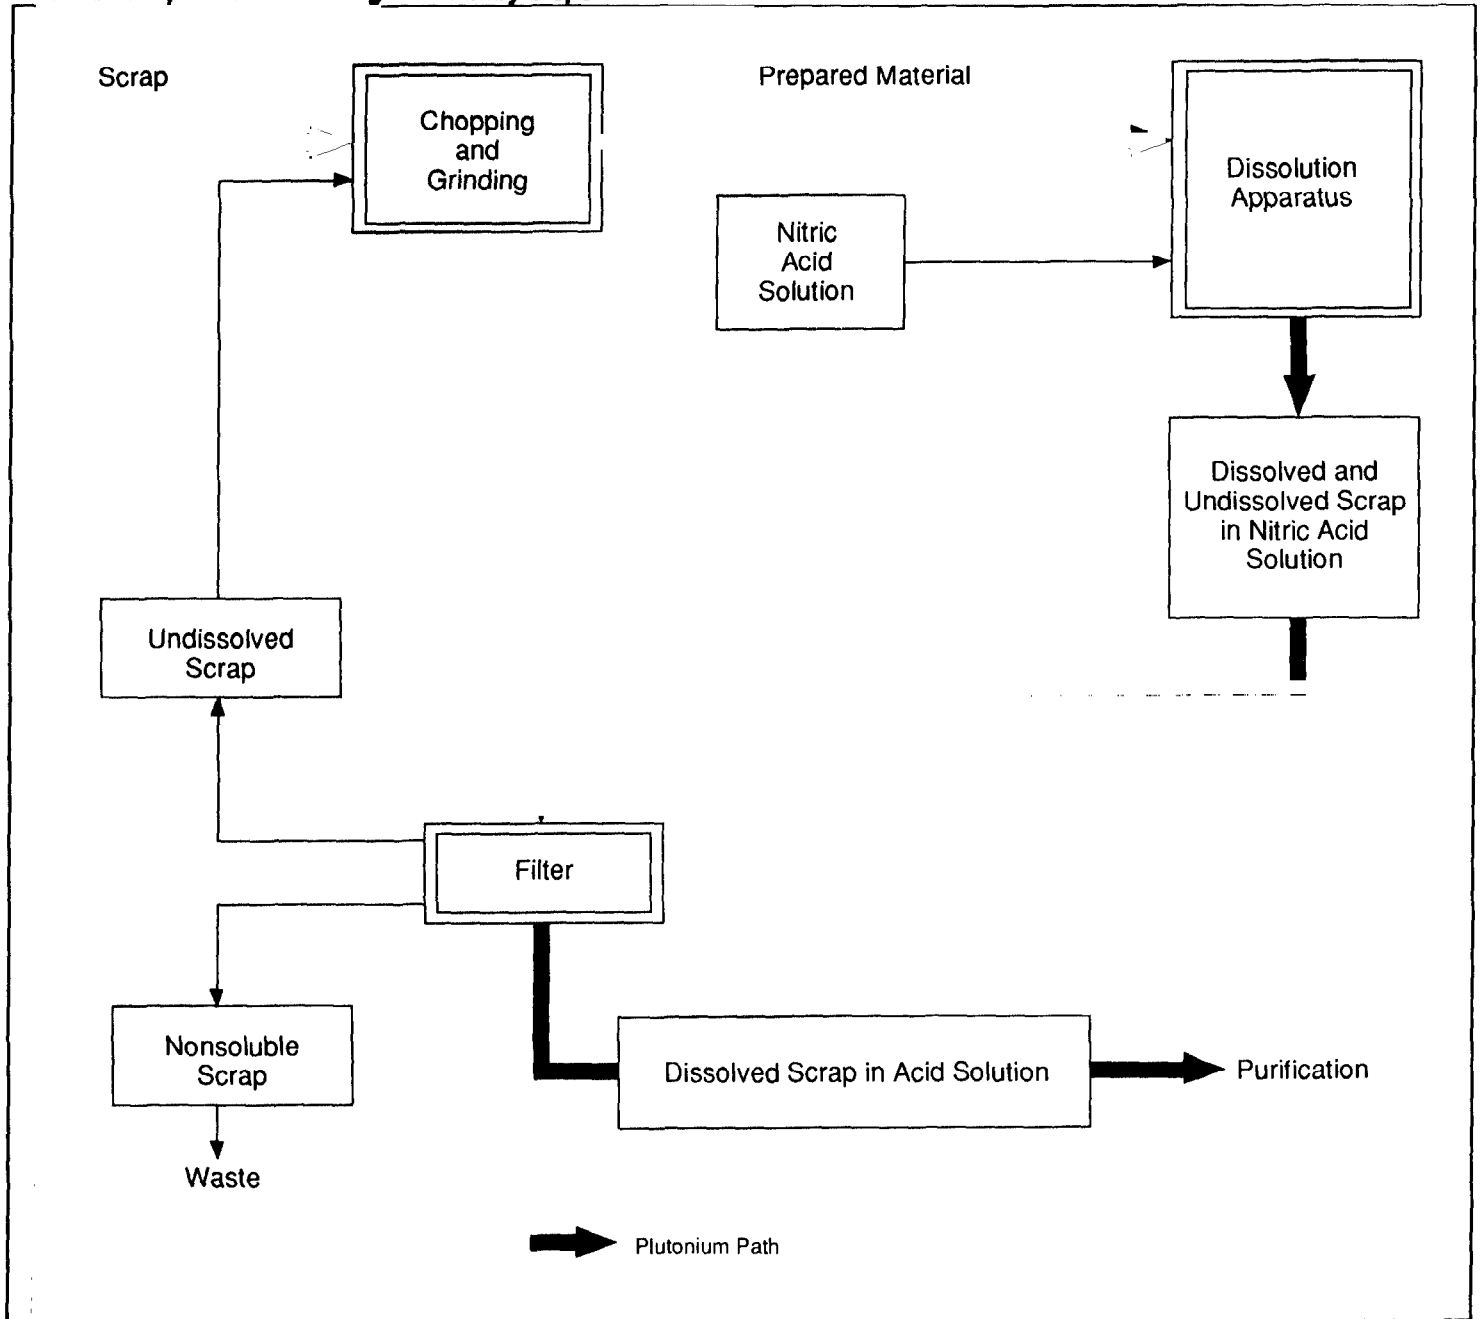 Scrap
Chopping
and
Grinding
Prepared Material
Dissolution
Apparatus
Nitric
Acid
Solution
Dissolved and
Undissolved Scrap
in Nitric Acid
Solution
Undissolved
Scrap
Filter
Nonsoluble
Scrap
Dissolved Scrap in Acid Solution
Purification
Waste
Plutonium Path